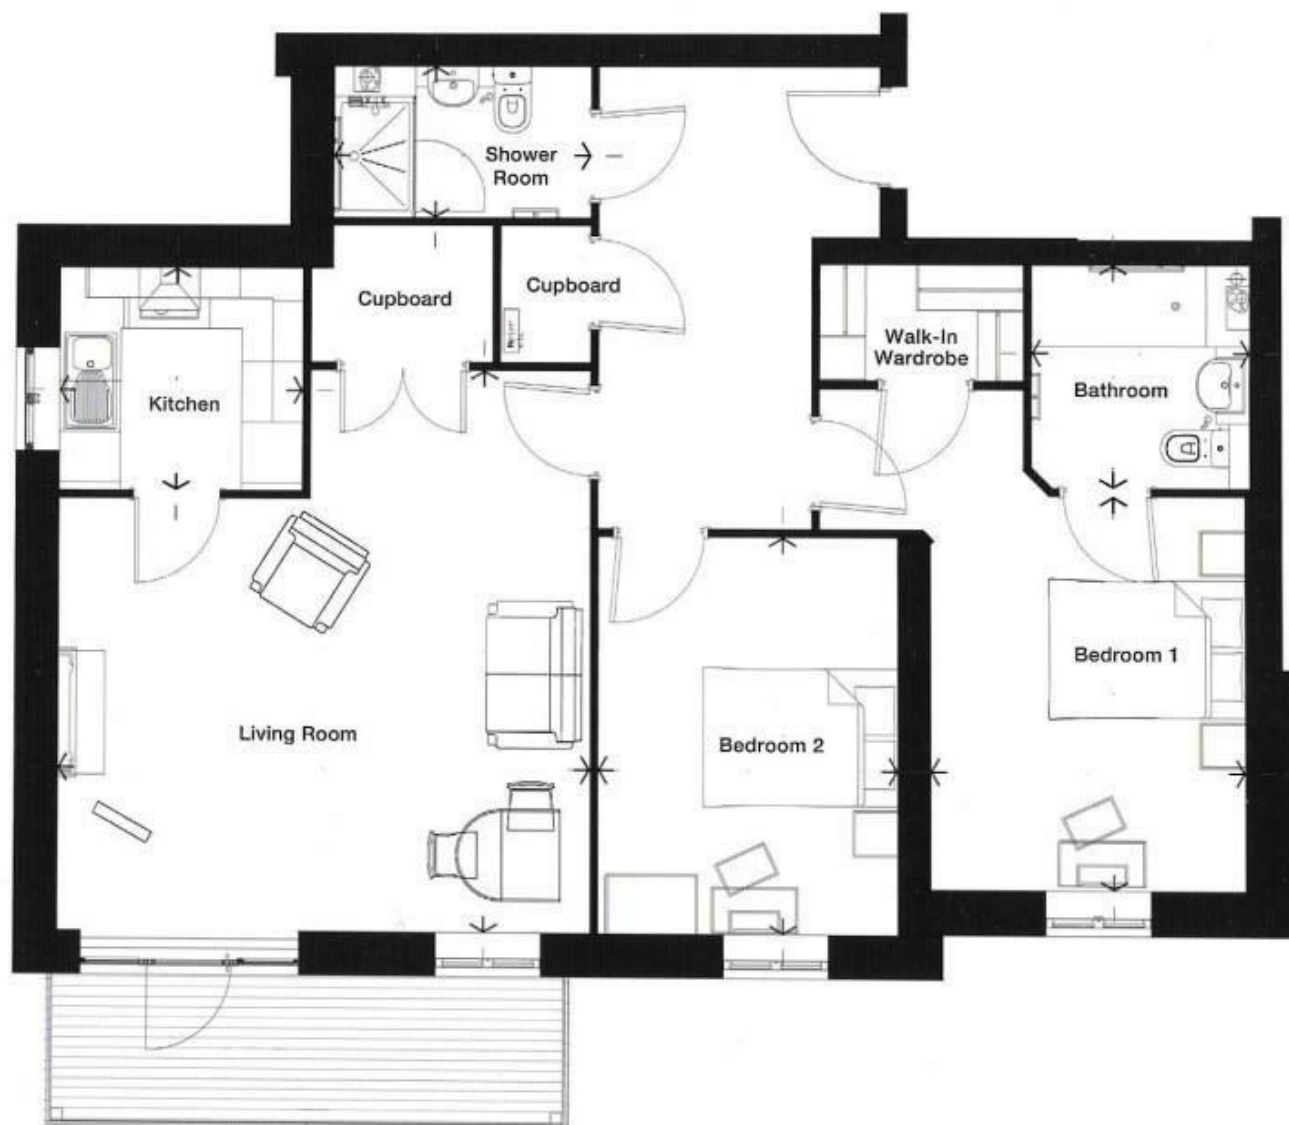 Shower
Room
Cupboard
Cupboard
Walk-In
Wardrobe
Kitchen
Bathroom
Bedroom 1
Living Room
Bedroom 2